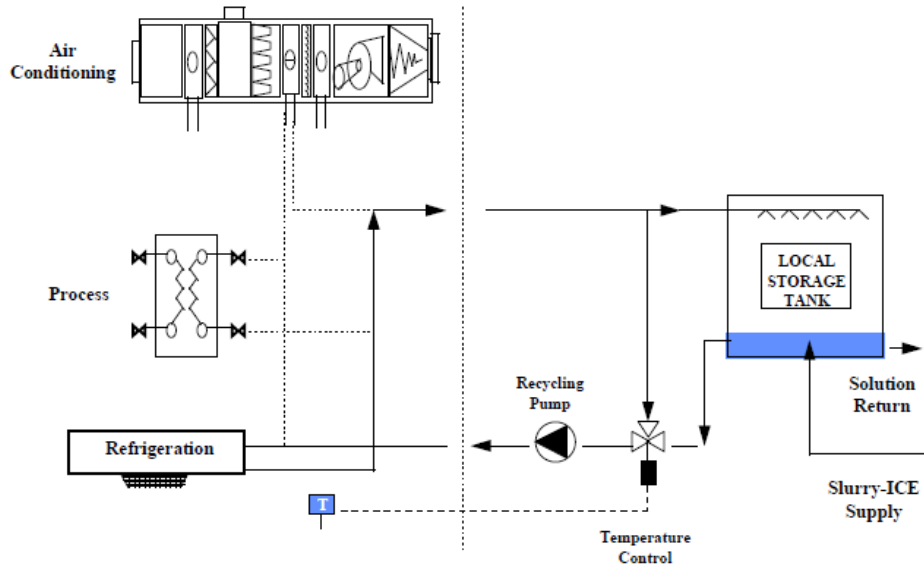 Air
Conditioning
Process
Refrigeration
T
Recycling
Pump
Temperature
Control
LOCAL
STORAGE
TANK
Solution
Return
Slurry-ICE
Supply